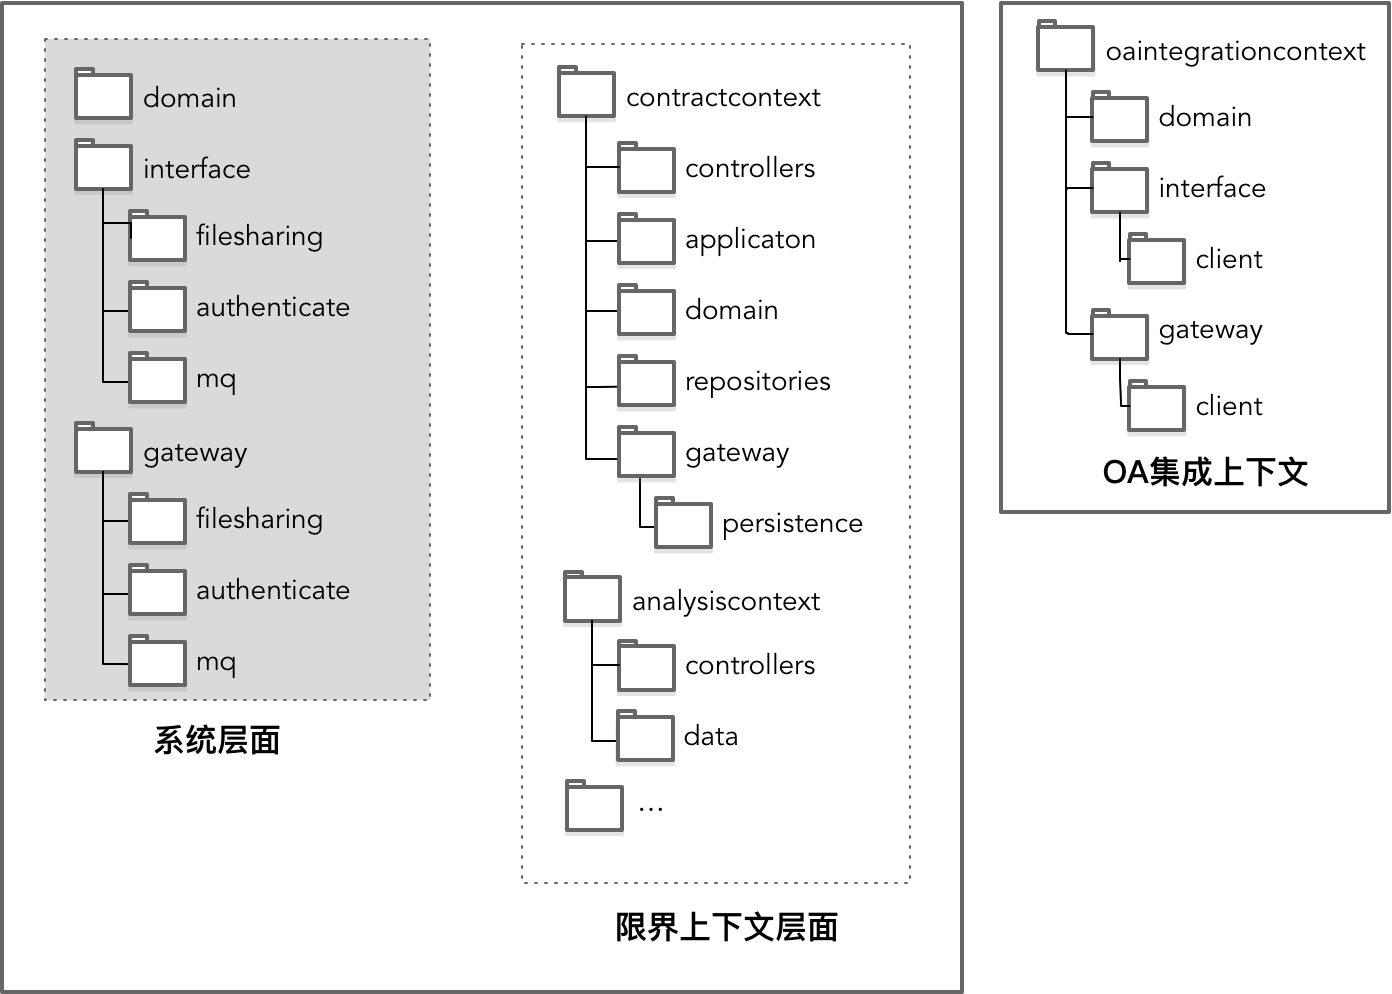 domain
interface
filesharing
authenticate
mq
gateway
filesharing
authenticate
mq
系统层面
contractcontext
controllers
applicaton
domain
repositories
gateway
persistence
analysiscontext
controllers
data
...
限界上下文层面
oaintegrationcontext
domain
interface
client
gateway
client
OA集成上下文